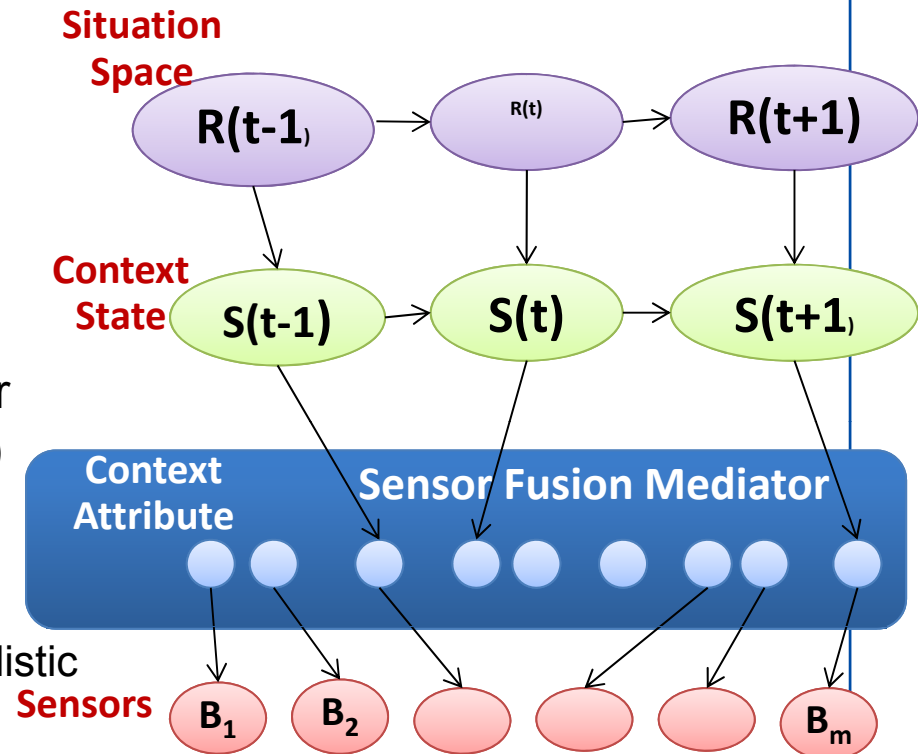 Situation
Space
R(t-1)
R(t)
R(t+1)
Context
State
S(t-1)
S(t)
S(t+1)
r
)
Context
Attribute
Sensor Fusion Mediator
listic
Sensors
B₁
B₂
Bₘ